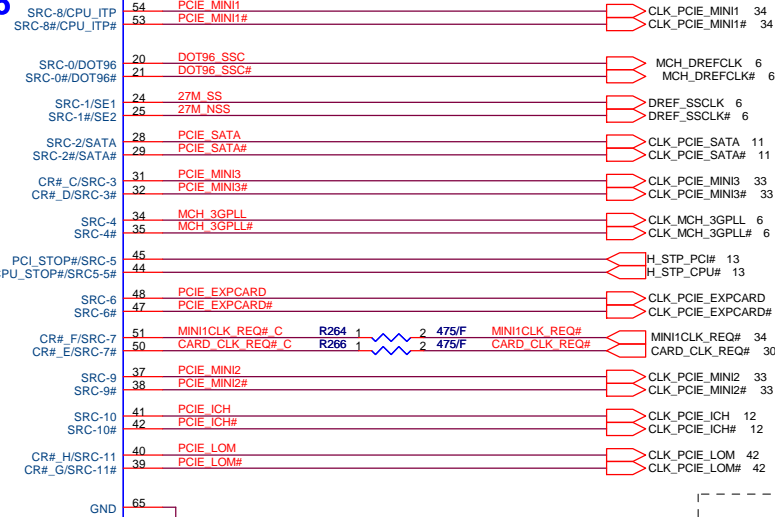 SRC-8/CPU_ITP 54 PCIE_MINI1 CLK_PCIE_MINI1 34
SRC-8#/CPU_ITP# 53 PCIE_MINI1# CLK_PCIE_MINI1# 34
SRC-0/DOT96 20 DOT96_SSC MCH_DREFCLK 6
SRC-0#/DOT96# 21 DOT96_SSC# MCH_DREFCLK# 6
SRC-1/SE1 24 27M_SS DREF_SSCLK 6
SRC-1#/SE2 25 27M_NSS DREF_SSCLK# 6
SRC-2/SATA 28 PCIE_SATA CLK_PCIE_SATA 11
SRC-2#/SATA# 29 PCIE_SATA# CLK_PCIE_SATA# 11
CR#_C/SRC-3 31 PCIE_MINI3 CLK_PCIE_MINI3 33
CR#_D/SRC-3# 32 PCIE_MINI3# CLK_PCIE_MINI3# 33
SRC-4 34 MCH_3GPLL CLK_MCH_3GPLL 6
SRC-4# 35 MCH_3GPLL# CLK_MCH_3GPLL# 6
PCI_STOP#/SRC-5 45 H_STP_PCI# 13
CPU_STOP#/SRC5-5# 44 H_STP_CPU# 13
SRC-6 48 PCIE_EXPCARD CLK_PCIE_EXPCARD
SRC-6# 47 PCIE_EXPCARD# CLK_PCIE_EXPCARD#
CR#_F/SRC-7 51 MINI1CLK_REQ#_C R264 1 2 475/F MINI1CLK_REQ# MINI1CLK_REQ# 34
CR#_E/SRC-7# 50 CARD_CLK_REQ#_C R266 1 2 475/F CARD_CLK_REQ# CARD_CLK_REQ# 30
SRC-9 37 PCIE_MINI2 CLK_PCIE_MINI2 33
SRC-9# 38 PCIE_MINI2# CLK_PCIE_MINI2# 33
SRC-10 41 PCIE_ICH CLK_PCIE_ICH 12
SRC-10# 42 PCIE_ICH# CLK_PCIE_ICH# 12
CR#_H/SRC-11 40 PCIE_LOM CLK_PCIE_LOM 42
CR#_G/SRC-11# 39 PCIE_LOM# CLK_PCIE_LOM# 42
GND 65